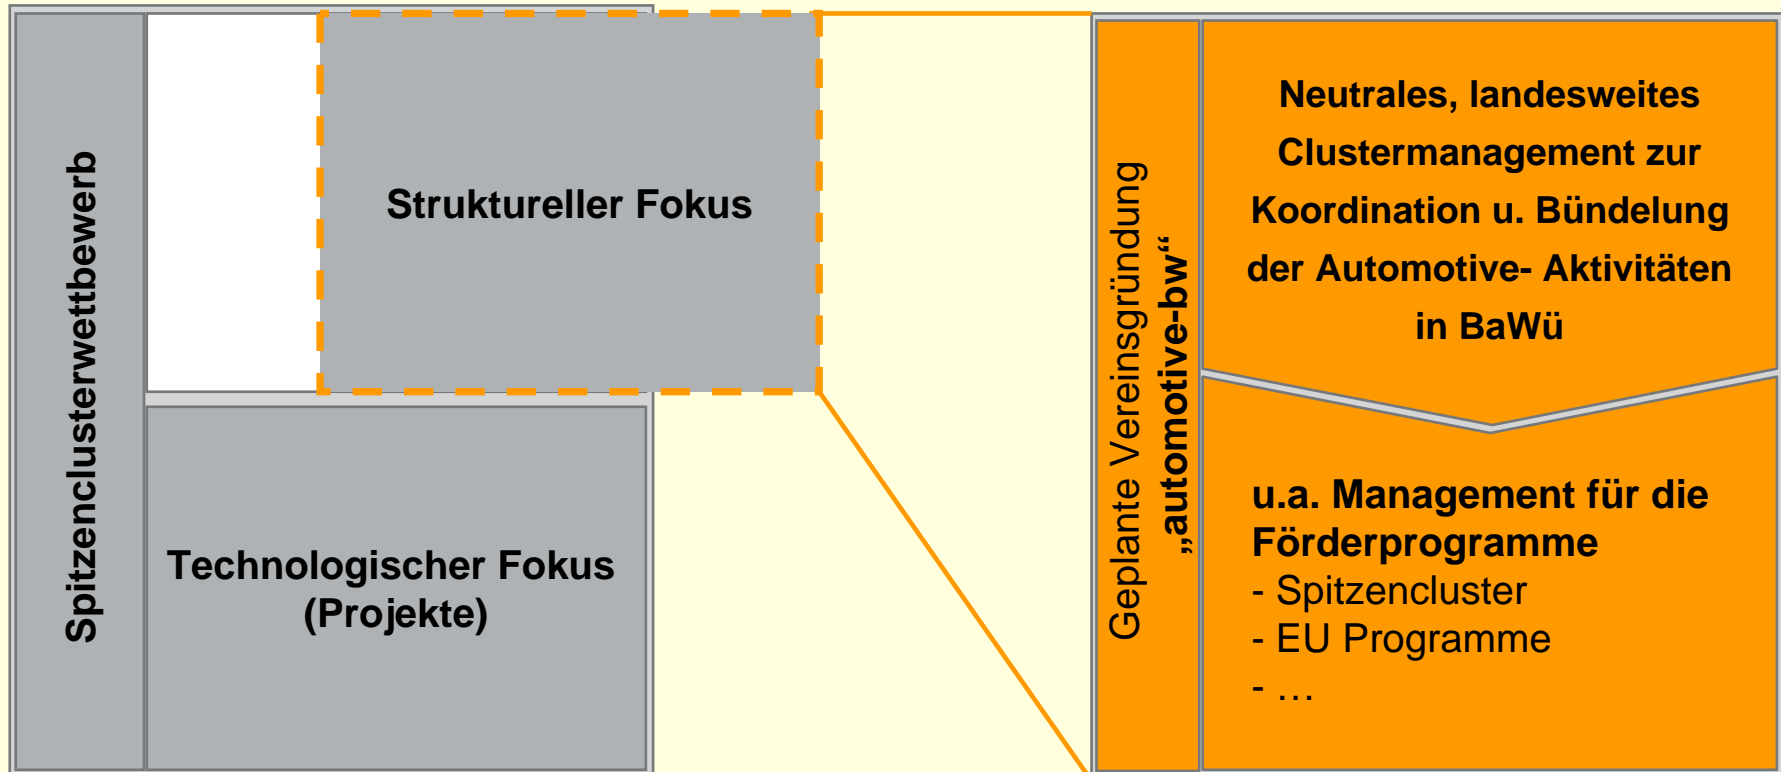 Spitzenclusterwettbewerb
Struktureller Fokus
Technologischer Fokus
(Projekte)
Geplante Vereinsgründung
„automotive-bw“
Neutrales, landesweites
Clustermanagement zur
Koordination u. Bündelung
der Automotive- Aktivitäten
in BaWü
u.a. Management für die
Förderprogramme
- Spitzencluster
- EU Programme
- …